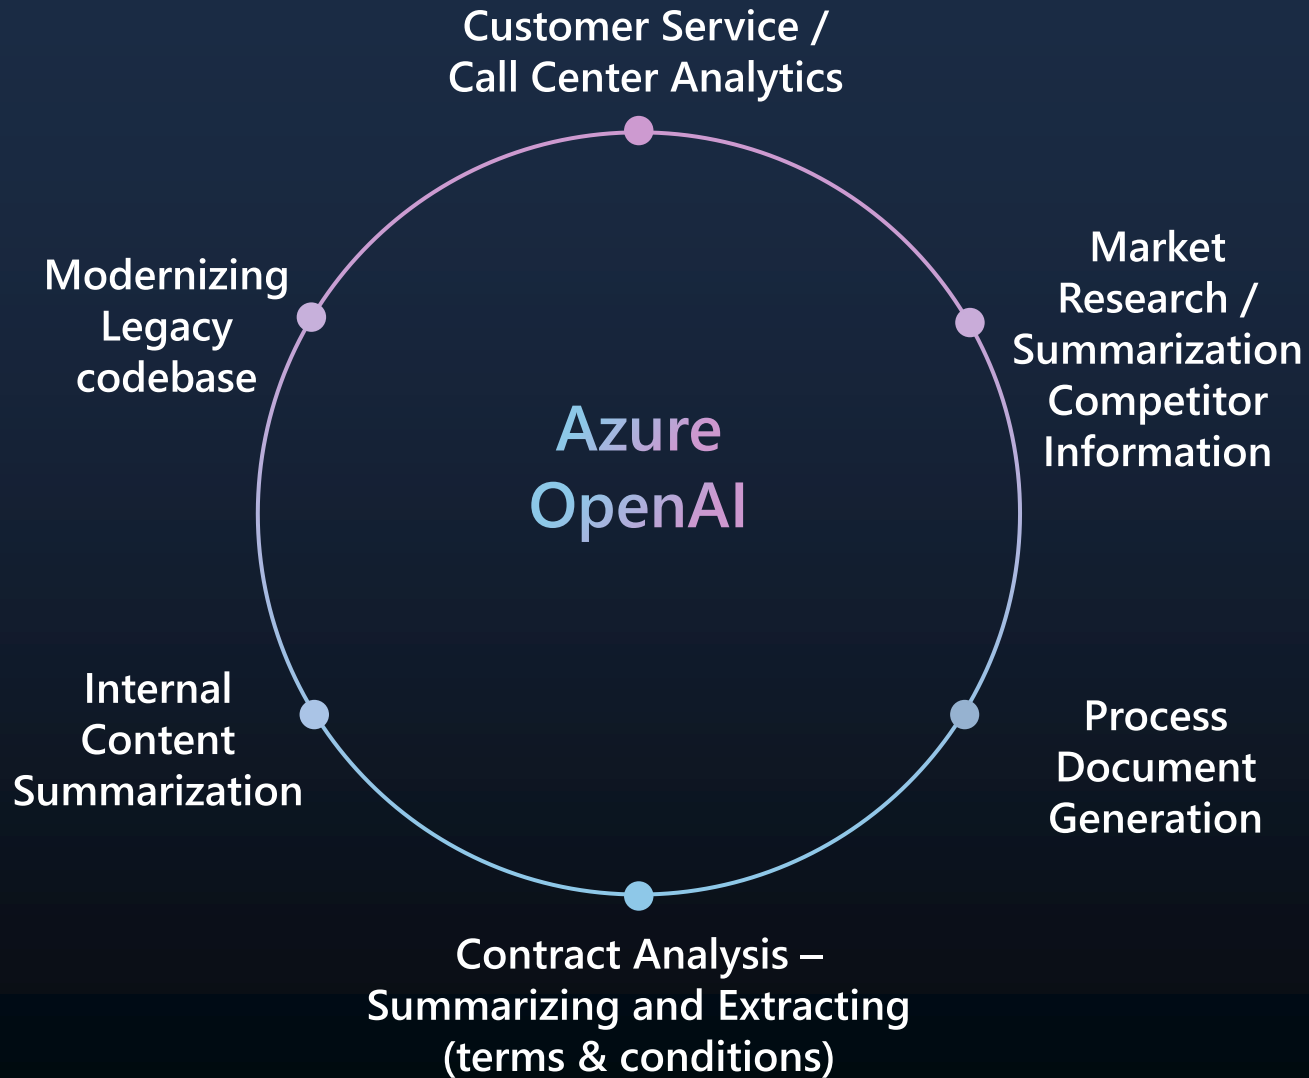 Customer Service /
Call Center Analytics
Market
Research /
Summarization
Competitor
Information
Process
Document
Generation
Contract Analysis –
Summarizing and Extracting
(terms & conditions)
Internal
Content
Summarization
Modernizing
Legacy
codebase
Azure
OpenAI